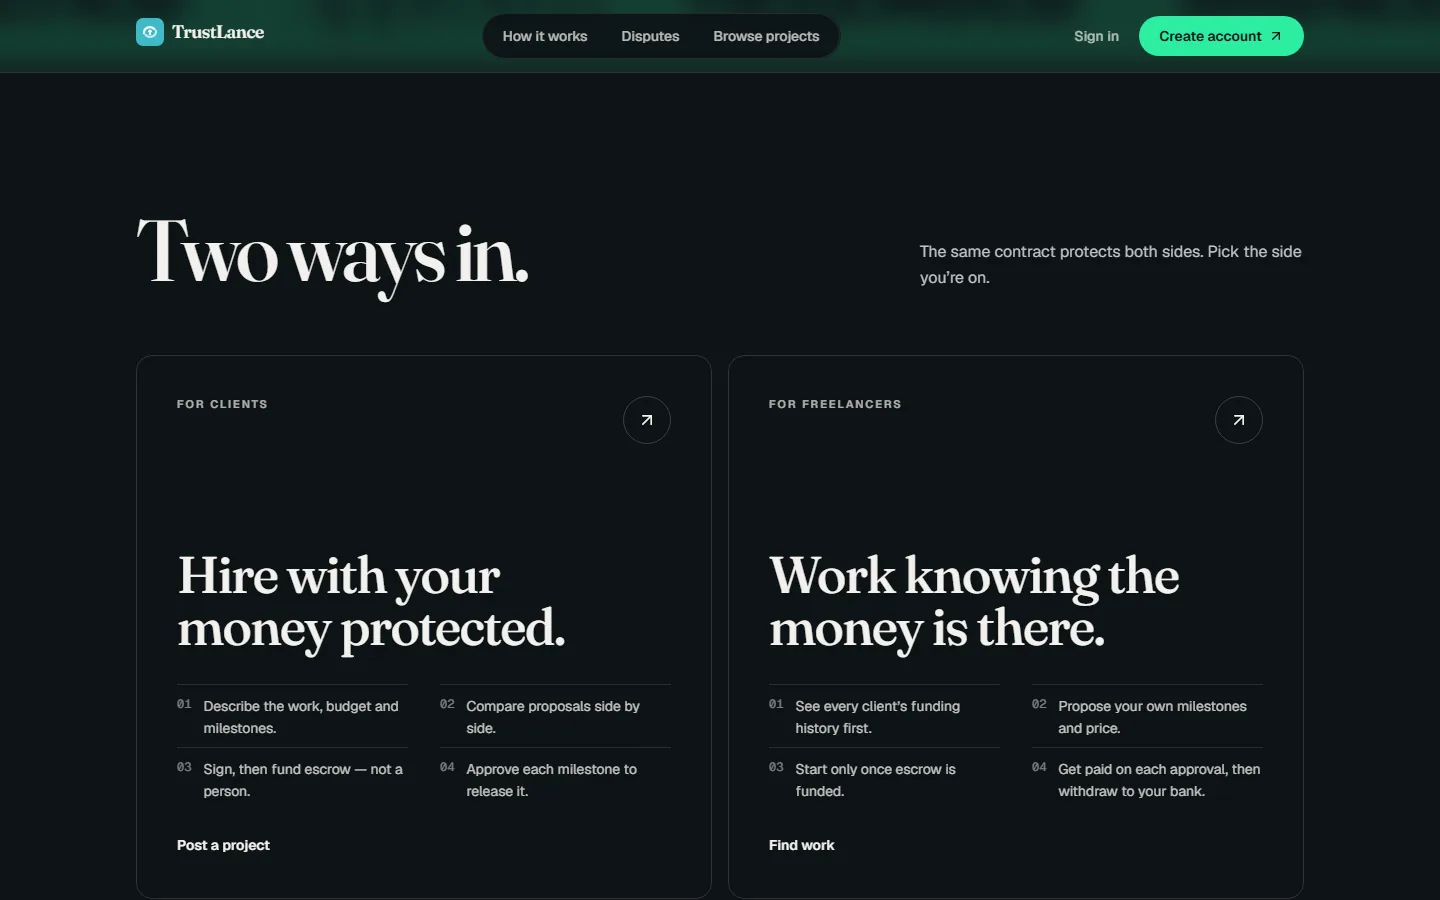 TrustLance
How it works
Disputes
Browse projects
Sign in
Create account
Two ways in.
The same contract protects both sides. Pick the side
you’re on.
FOR CLIENTS
Hire with your
money protected.
01 Describe the work, budget and
milestones.
02 Compare proposals side by
side.
03 Sign, then fund escrow — not a
person.
04 Approve each milestone to
release it.
Post a project
FOR FREELANCERS
Work knowing the
money is there.
01 See every client’s funding
history first.
02 Propose your own milestones
and price.
03 Start only once escrow is
funded.
04 Get paid on each approval, then
withdraw to your bank.
Find work